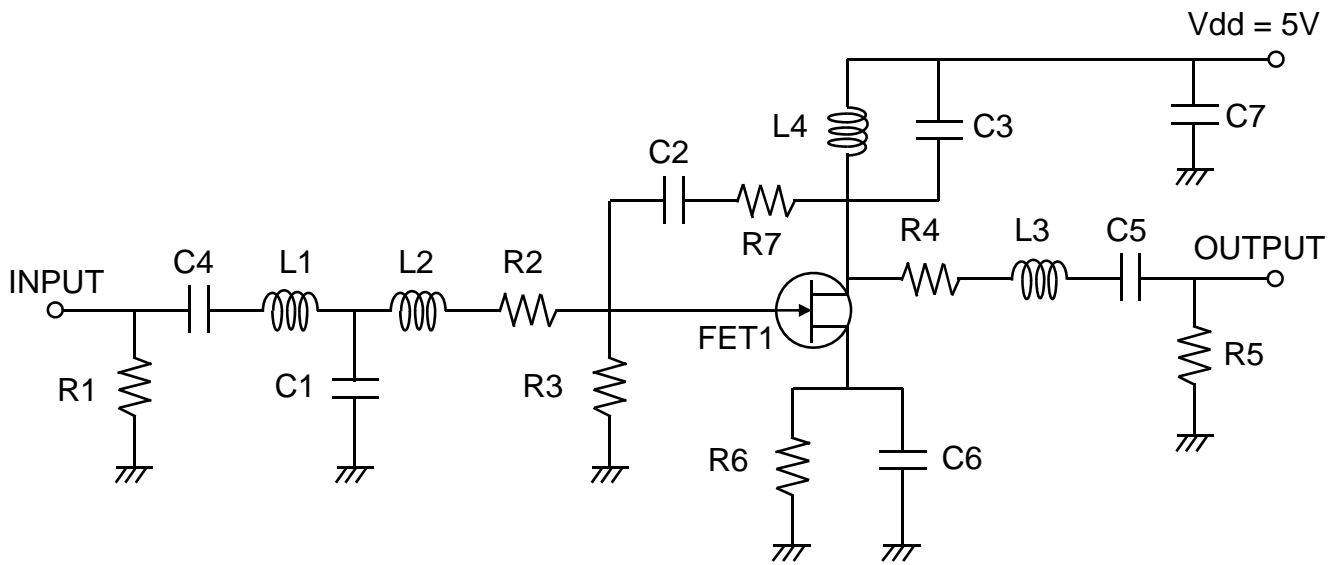 Vdd = 5V
L4
C3
C7
C2
R7
R4
L3
C5
OUTPUT
INPUT
C4
L1
L2
R2
FET1
R5
R1
C1
R3
R6
C6